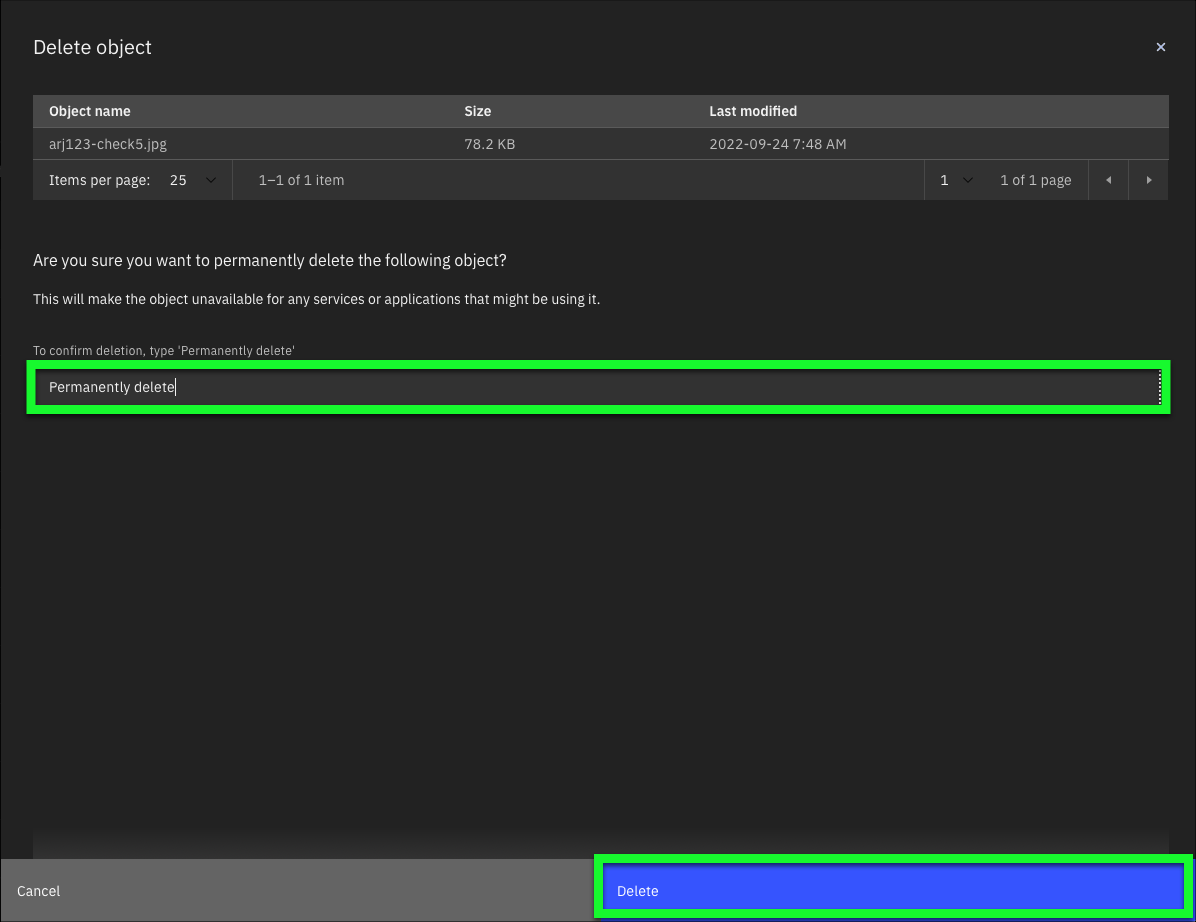 Delete object
Object name Size Last modified
arj123-check5.jpg 78.2 KB 2022-09-24 7:48 AM
Items per page: 25 1–1 of 1 item 1 1 of 1 page
Are you sure you want to permanently delete the following object?
This will make the object unavailable for any services or applications that might be using it.
To confirm deletion, type 'Permanently delete'
Permanently delete
Cancel Delete